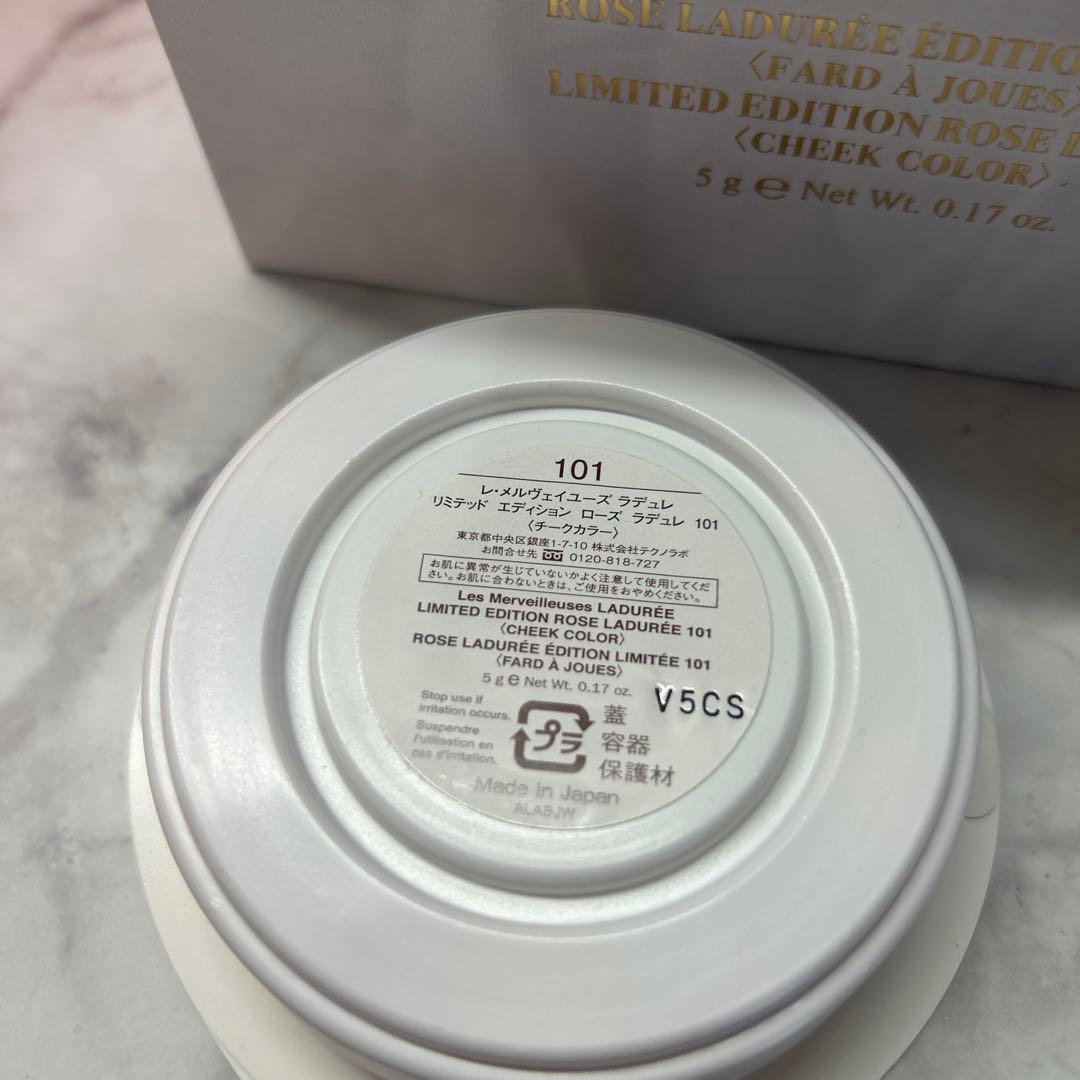 ROSE LADURÉE ÉDITIO
〈FARD À JOUES〉
LIMITED EDITION ROSE L
〈CHEEK COLOR〉
5 g e Net Wt. 0.17 oz.
101
レ・メルヴェイユーズ ラデュレ
リミテッド エディション ローズ ラデュレ 101
〈チークカラー〉
東京都中央区銀座1-7-10 株式会社テクノラボ
お問合せ先 0120-818-727
お肌に異常が生じていないかよく注意して使用してくだ
さい。お肌に合わないときは、ご使用をおやめください。
Les Merveilleuses LADURÉE
LIMITED EDITION ROSE LADURÉE 101
〈CHEEK COLOR〉
ROSE LADURÉE ÉDITION LIMITÉE 101
〈FARD À JOUES〉
5 g e Net Wt. 0.17 oz.
V5CS
Stop use if
irritation occurs.
Suspendre
l'utilisation en
cas d'irritation.
プラ
蓋
容器
保護材
Made in Japan
ALABJW